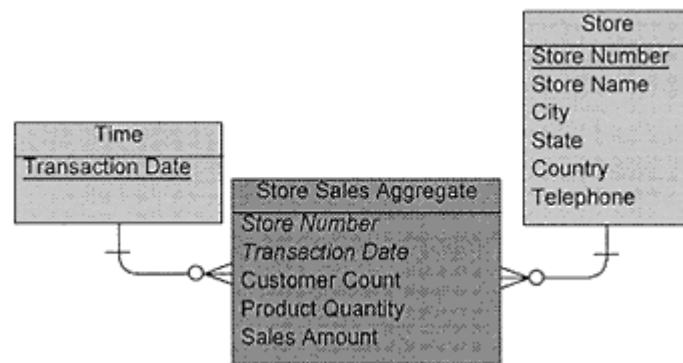 Time
Transaction Date
Store Sales Aggregate
Store Number
Transaction Date
Customer Count
Product Quantity
Sales Amount
Store
Store Number
Store Name
City
State
Country
Telephone